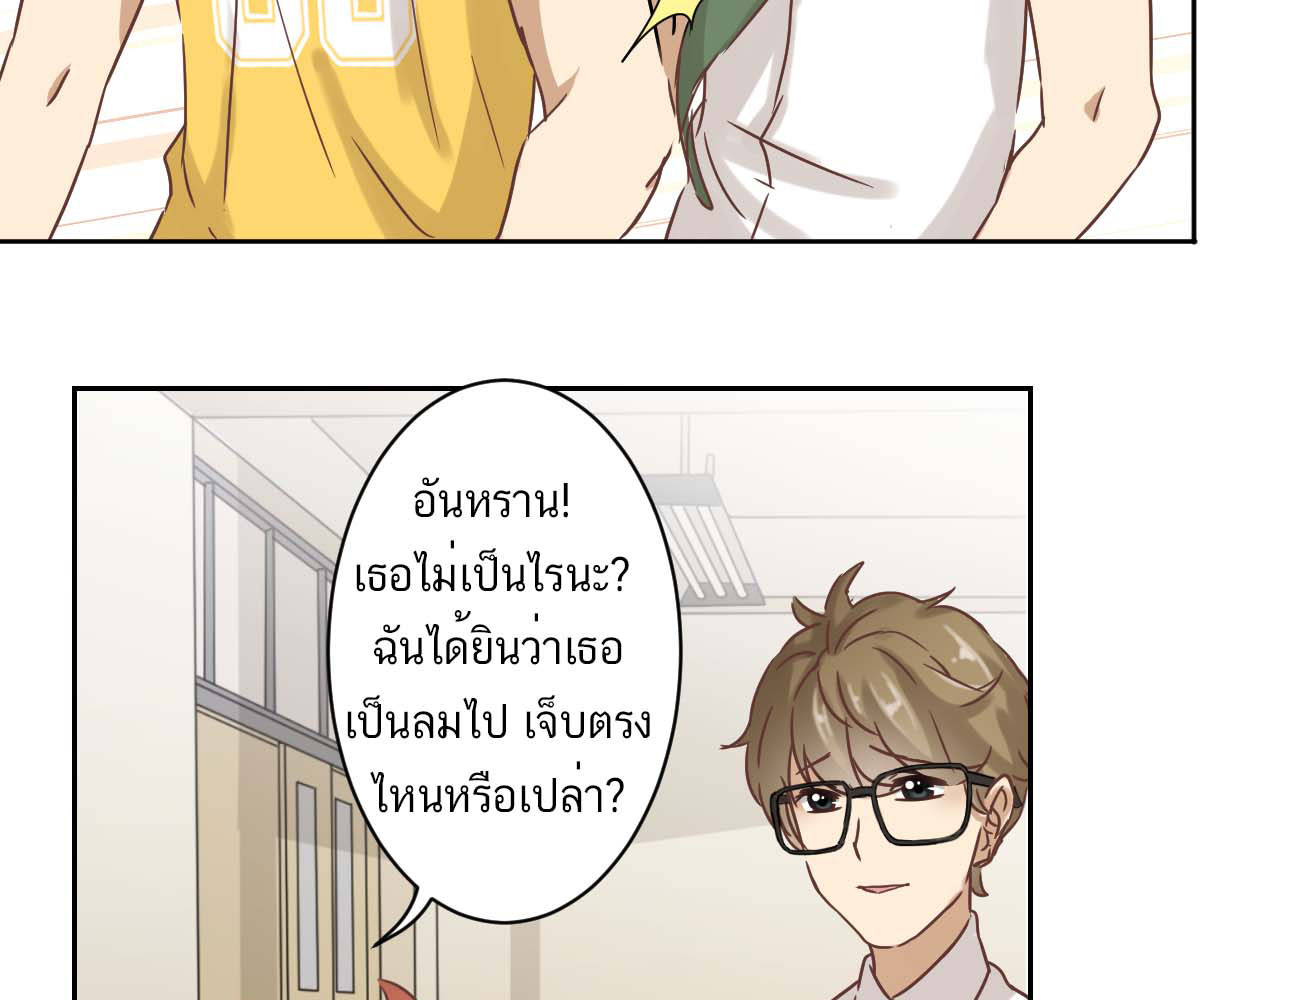 อันหราน!
เธอไม่เป็นไรนะ?
ฉันได้ยินว่าเธอ
เป็นลมไป เจ็บตรง
ไหนหรือเปล่า?